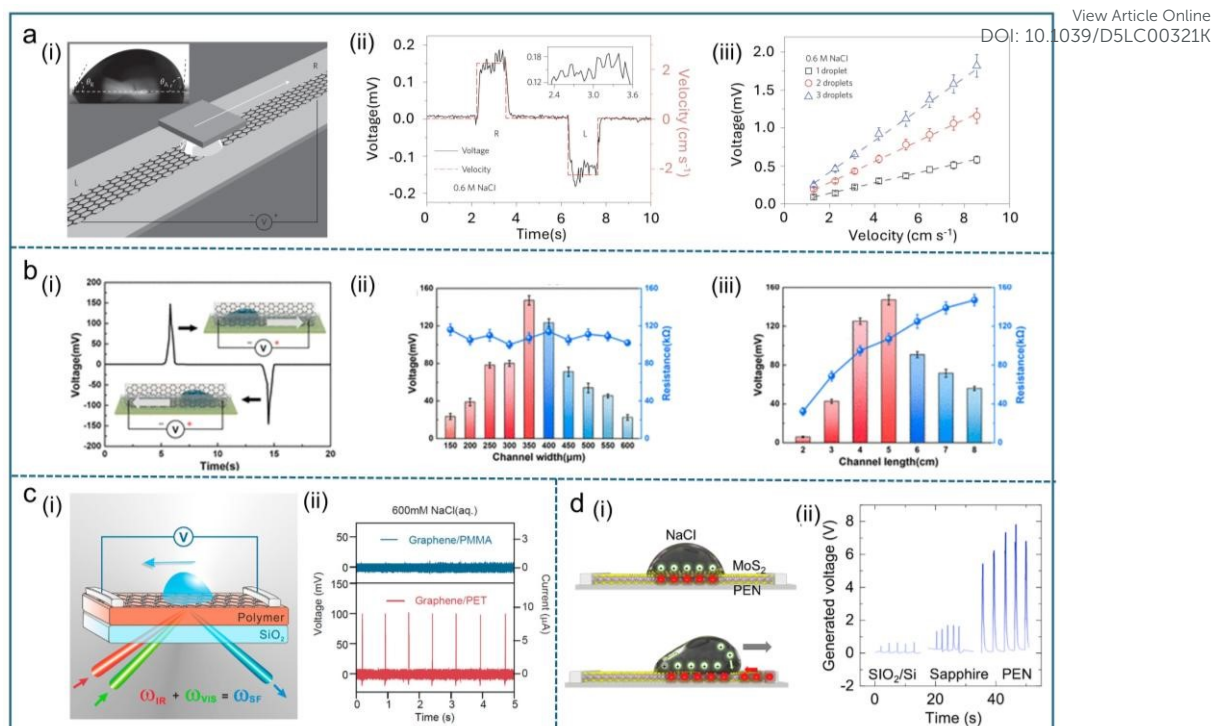 View Article Online
DOI: 10.1039/D5LC00321K
a
(i)
θR
θA
L
R
− V +
(ii)
0.2
0.1
0.0
-0.1
-0.2
Voltage(mV)
0.18
0.12
2.4 3.0 3.6
R
L
Voltage
Velocity
0.6 M NaCl
2
0
-2
Velocity (cm s⁻¹)
0 2 4 6 8 10
Time(s)
(iii)
2.0
1.5
1.0
0.5
0.0
Voltage(mV)
0.6 M NaCl
1 droplet
2 droplets
3 droplets
0 2 4 6 8 10
Velocity (cm s⁻¹)
b
(i)
200
150
100
50
0
-50
-100
-150
-200
Voltage(mV)
− V +
− V +
0 5 10 15 20
Time(s)
(ii)
160
120
80
40
0
Voltage(mV)
160
120
80
40
0
Resistance(kΩ)
150 200 250 300 350 400 450 500 550 600
Channel width(μm)
(iii)
160
120
80
40
0
Voltage(mV)
160
120
80
40
0
Resistance(kΩ)
2 3 4 5 6 7 8
Channel length(cm)
c
(i)
V
Polymer
SiO₂
ωIR + ωVIS = ωSF
(ii)
600mM NaCl(aq.)
Graphene/PMMA
Graphene/PET
50
0
150
100
50
0
Voltage (mV)
3
0
10
5
0
Current (μA)
0 1 2 3 4 5
Time (s)
d
(i)
NaCl
MoS₂
PEN
(ii)
8
6
4
2
0
-2
Generated voltage (V)
SIO₂/Si Sapphire PEN
0 20 40
Time (s)